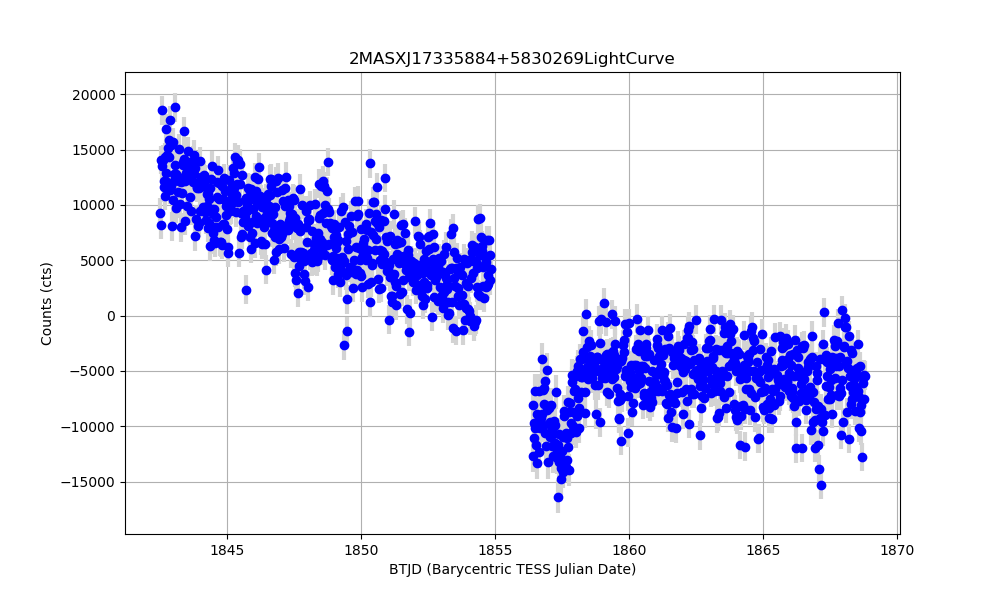 2MASXJ17335884+5830269LightCurve
20000
15000
10000
5000
0
−5000
−10000
−15000
Counts (cts)
1845 1850 1855 1860 1865 1870
BTJD (Barycentric TESS Julian Date)